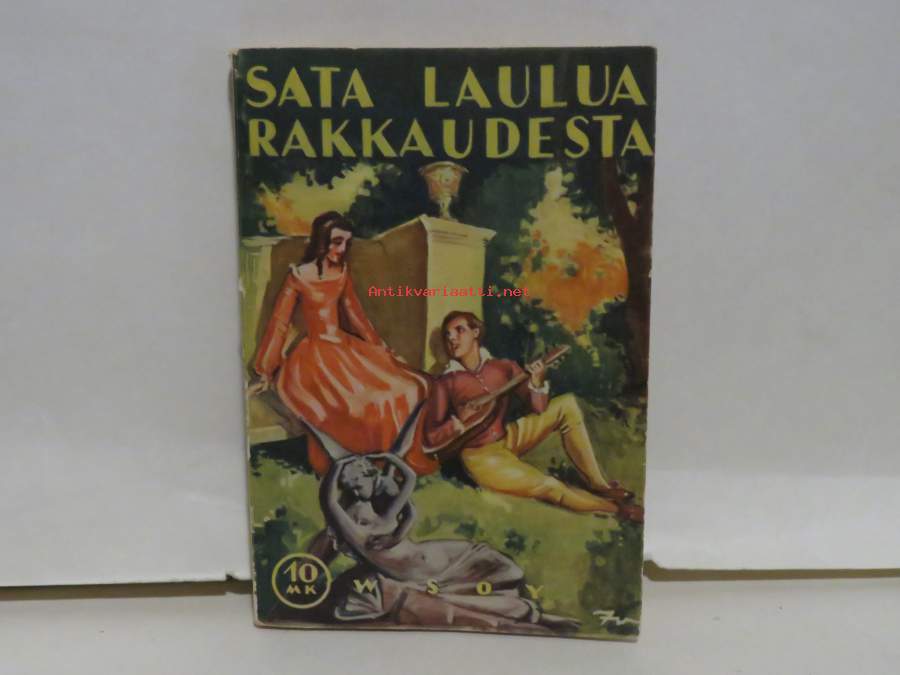 SATA LAULUA
RAKKAUDESTA
Antikvariaatti.net
10
MK
WSOY